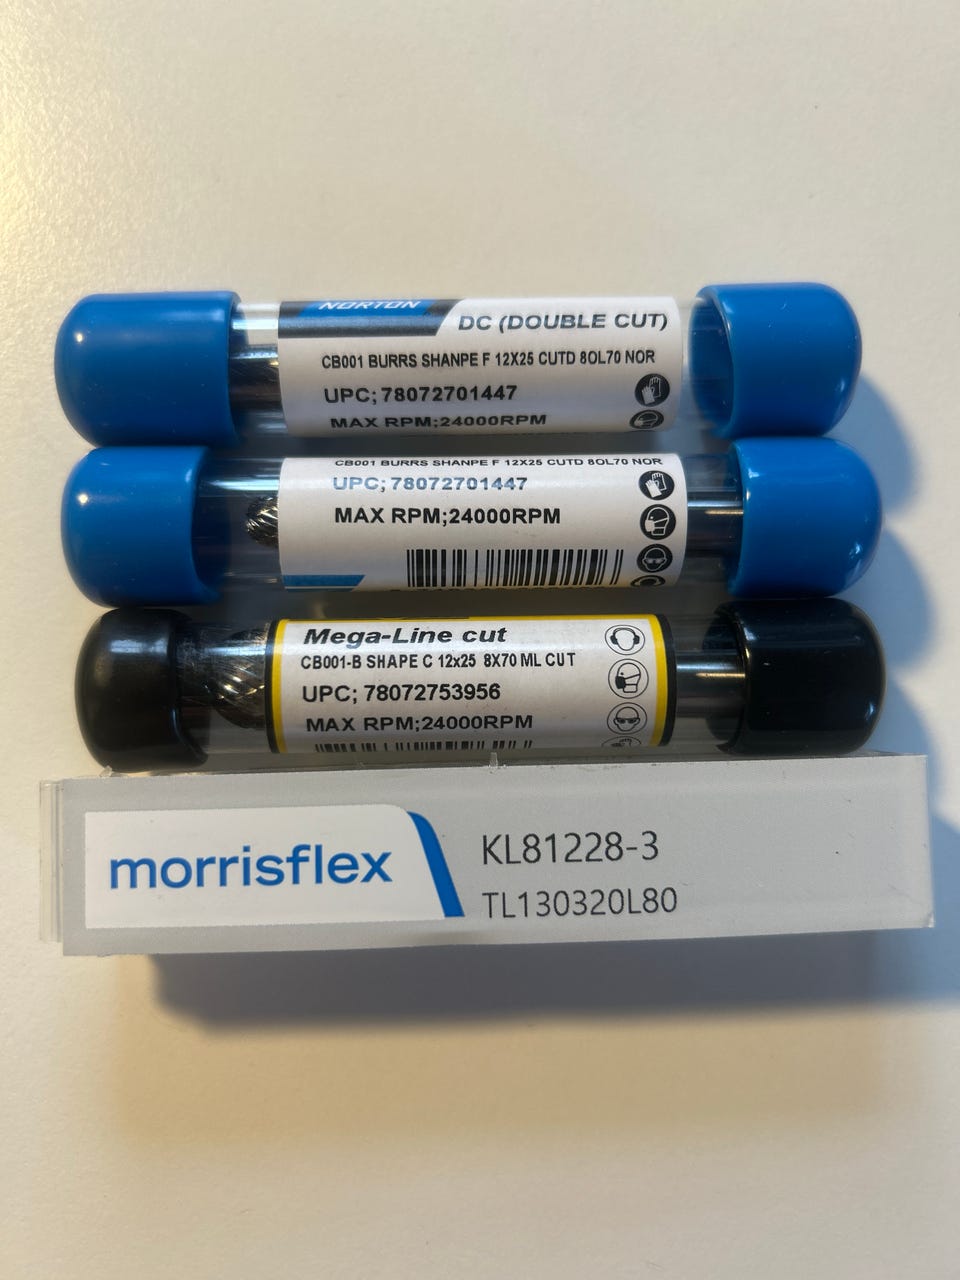 NORTON
DC (DOUBLE CUT)
CB001 BURRS SHANPE F 12X25 CUTD 8OL70 NOR
UPC; 78072701447
MAX RPM;24000RPM
CB001 BURRS SHANPE F 12X25 CUTD 8OL70 NOR
UPC; 78072701447
MAX RPM;24000RPM
Mega-Line cut
CB001-B SHAPE C 12x25 8X70 ML CUT
UPC; 78072753956
MAX RPM;24000RPM
morrisflex
KL81228-3
TL130320L80